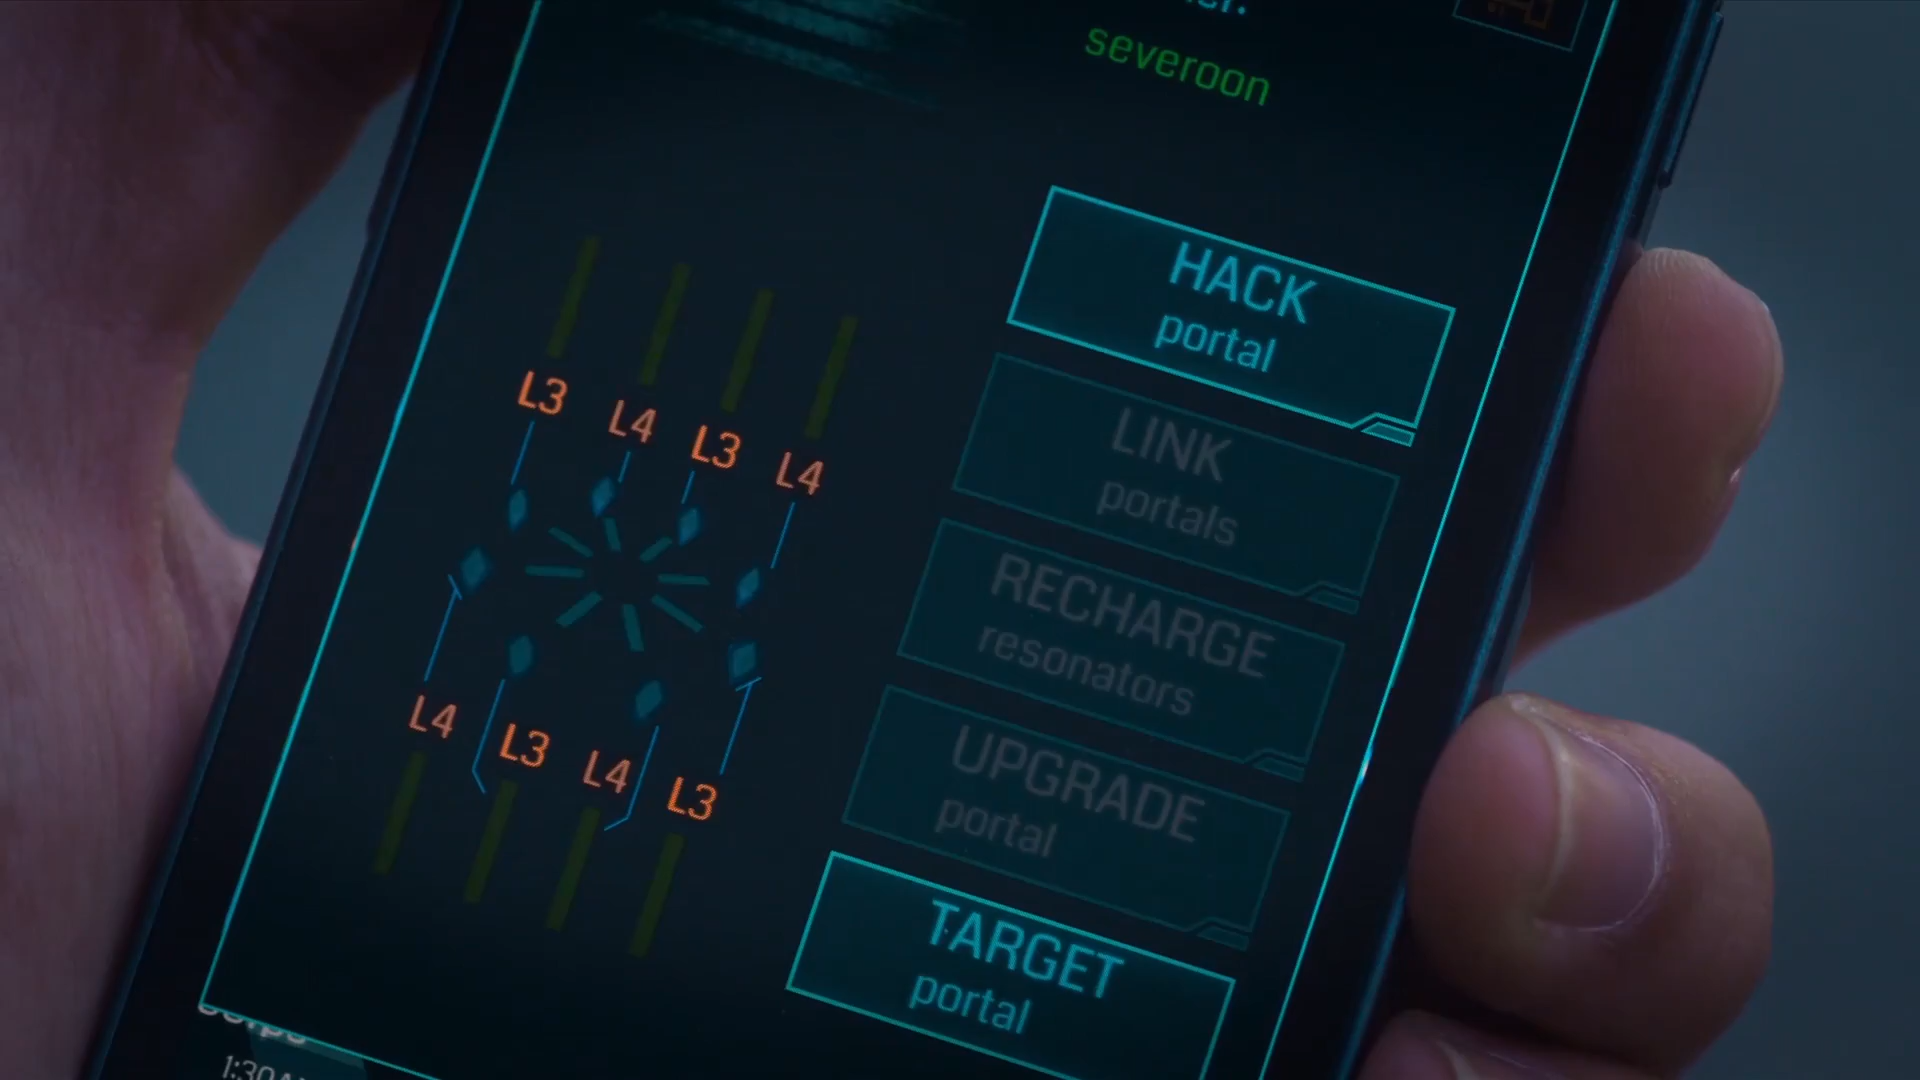 severoon
HACK
portal
L3 L4 L3 L4
LINK
portals
RECHARGE
resonators
L4 L3 L4 L3
UPGRADE
portal
TARGET
portal